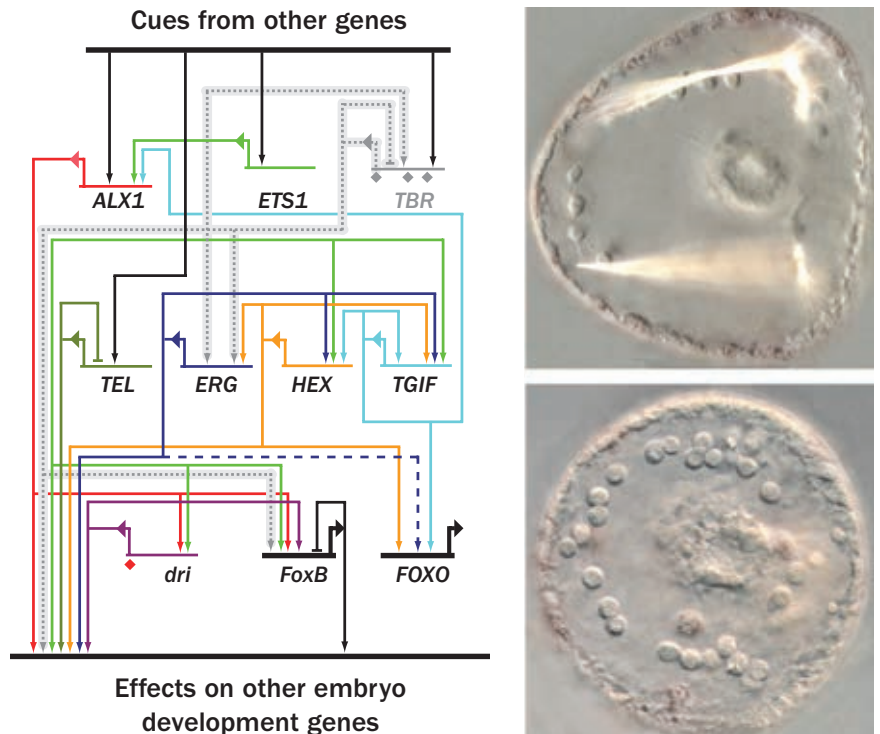 Cues from other genes
ALX1
ETS1
TBR
TEL
ERG
HEX
TGIF
dri
FoxB
FOXO
Effects on other embryo
development genes